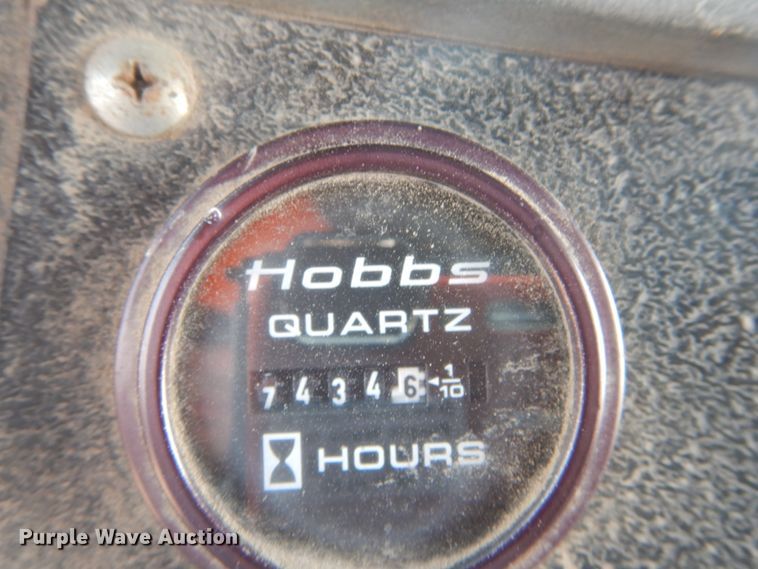 Hobbs
QUARTZ
7 4 3 4 6 ◄ 1/10
HOURS
Purple Wave Auction